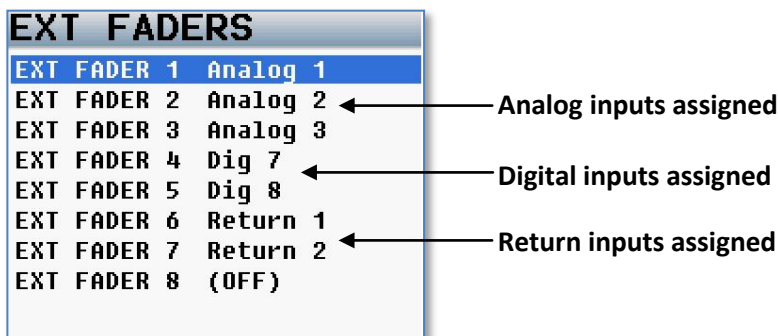 EXT FADERS
EXT FADER 1 Analog 1
EXT FADER 2 Analog 2
EXT FADER 3 Analog 3
EXT FADER 4 Dig 7
EXT FADER 5 Dig 8
EXT FADER 6 Return 1
EXT FADER 7 Return 2
EXT FADER 8 (OFF)
Analog inputs assigned
Digital inputs assigned
Return inputs assigned